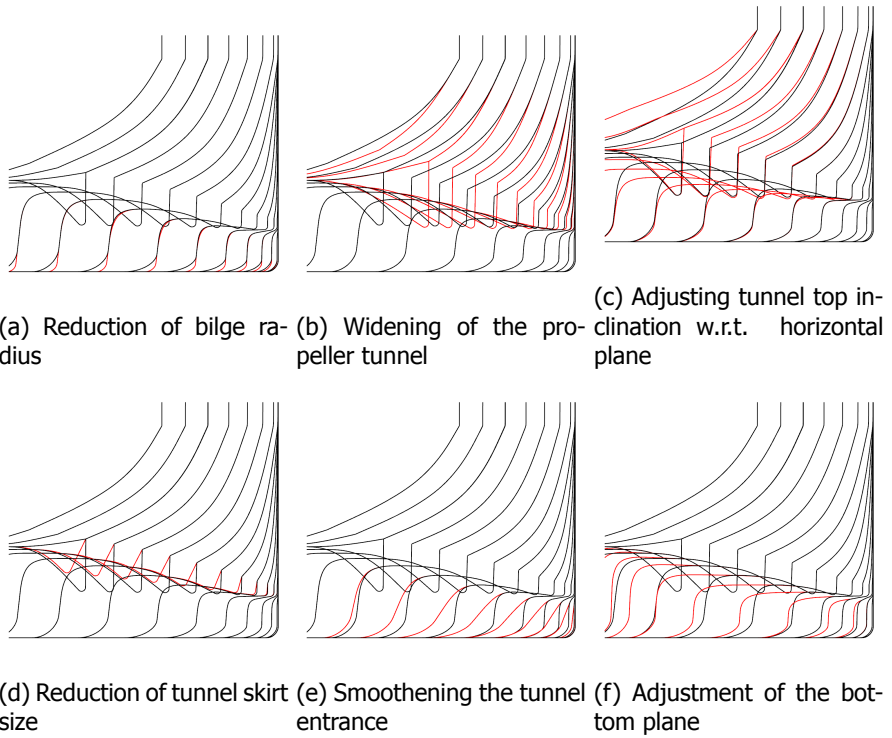 (a) Reduction of bilge ra-
dius
(b) Widening of the pro-
peller tunnel
(c) Adjusting tunnel top in-
clination w.r.t. horizontal
plane
(d) Reduction of tunnel skirt
size
(e) Smoothening the tunnel
entrance
(f) Adjustment of the bot-
tom plane